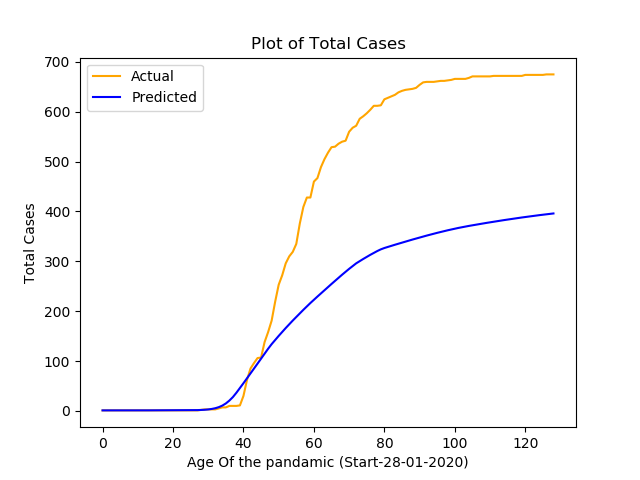 Plot of Total Cases
Actual
Predicted
Total Cases
700
600
500
400
300
200
100
0
0 20 40 60 80 100 120
Age Of the pandamic (Start-28-01-2020)